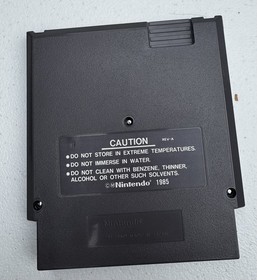 CAUTION REV-A
• DO NOT STORE IN EXTREME TEMPERATURES.
• DO NOT IMMERSE IN WATER.
• DO NOT CLEAN WITH BENZENE, THINNER,
ALCOHOL OR OTHER SUCH SOLVENTS.
Nintendo 1985